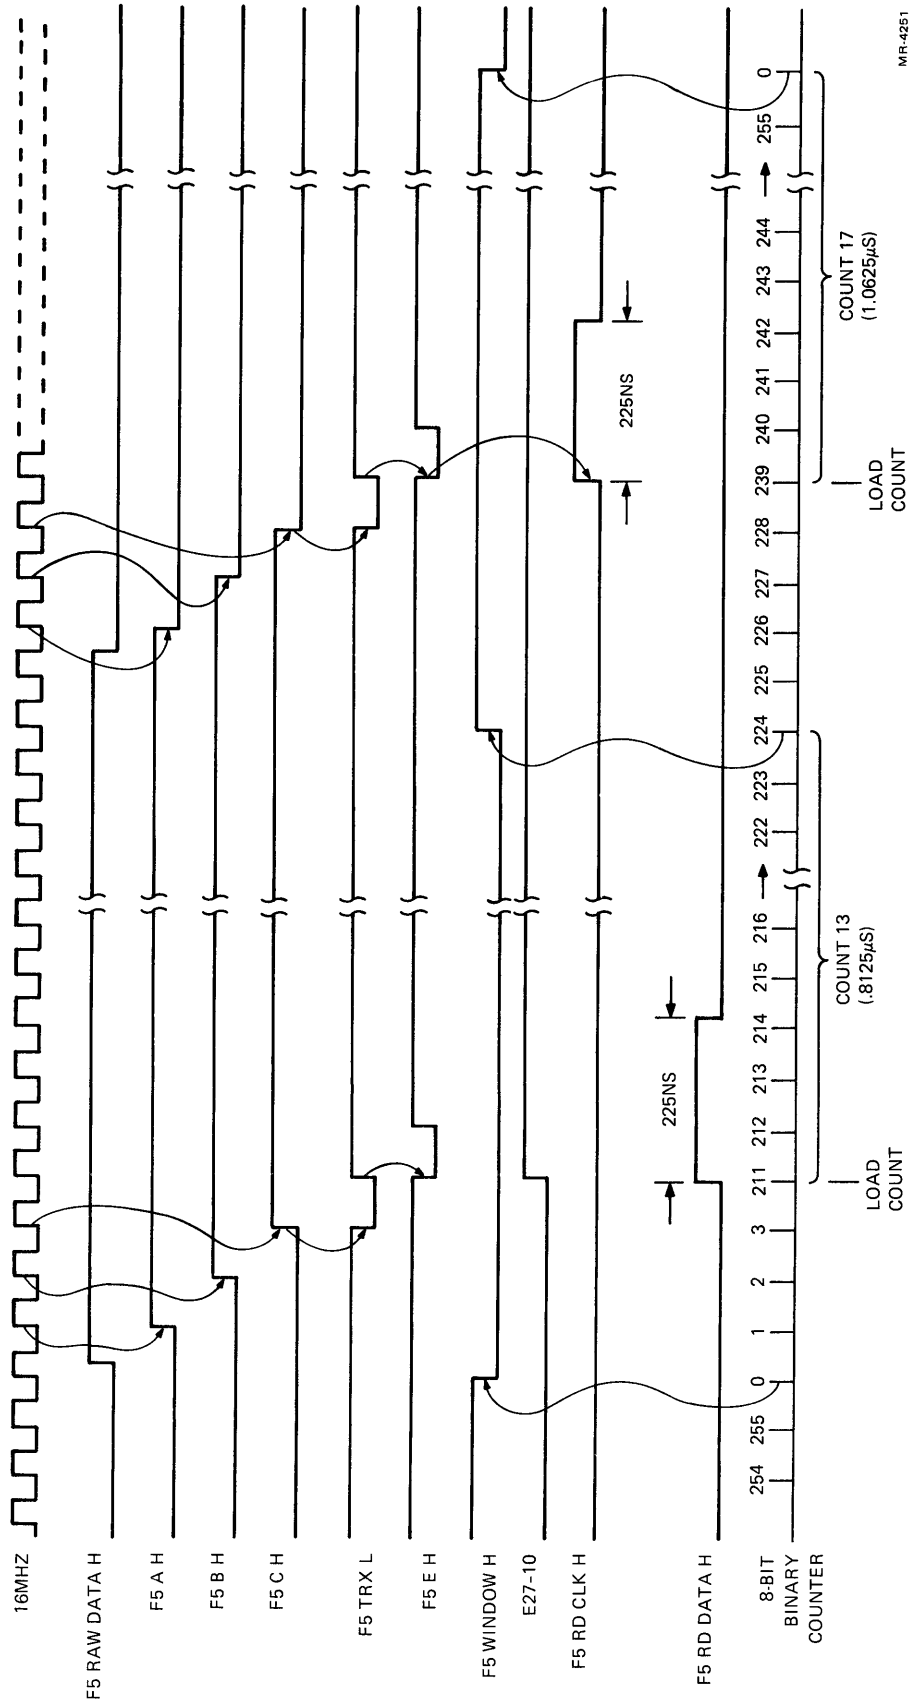 16MHZ
F5 RAW DATA H
F5 A H
F5 B H
F5 C H
F5 TRX L
F5 E H
F5 WINDOW H
E27-10
F5 RD CLK H
225NS
F5 RD DATA H
225NS
8-BIT
BINARY
COUNTER
254 255 0 1 2 3 211 212 213 214 215 216 222 223 224 225 226 227 228 239 240 241 242 243 244 255 0
LOAD
COUNT
COUNT 13
(.8125µS)
LOAD
COUNT
COUNT 17
(1.0625µS)
MR-4251